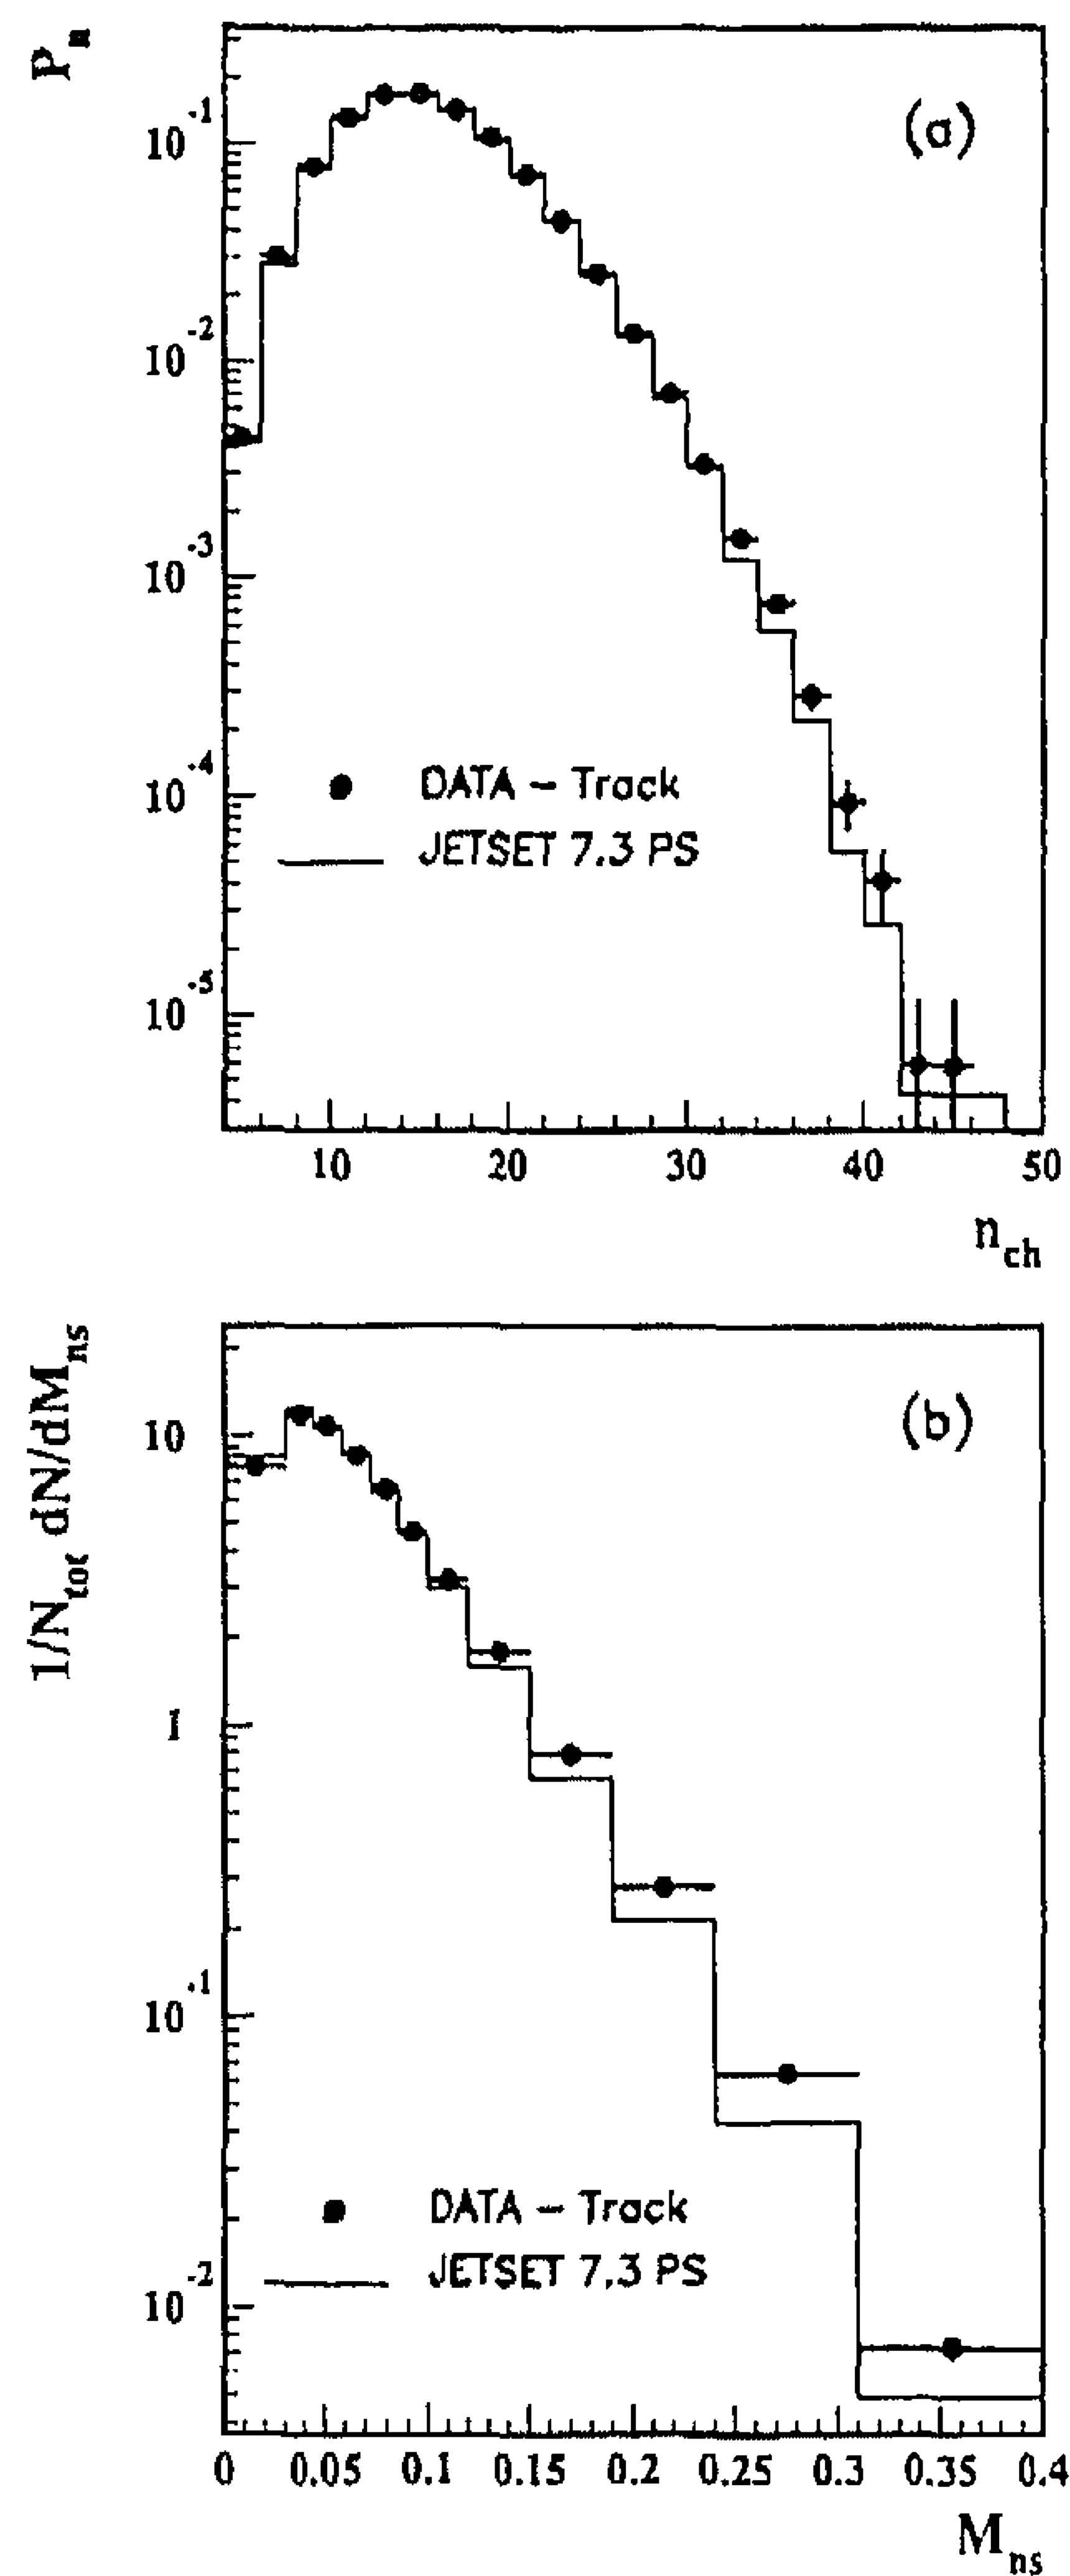 P_n
(a)
10^-1
10^-2
10^-3
10^-4
10^-5
DATA - Track
JETSET 7.3 PS
10 20 30 40 50
n_ch
1/N_tot dN/dM_ns
(b)
10
1
10^-1
10^-2
DATA - Track
JETSET 7.3 PS
0 0.05 0.1 0.15 0.2 0.25 0.3 0.35 0.4
M_ns